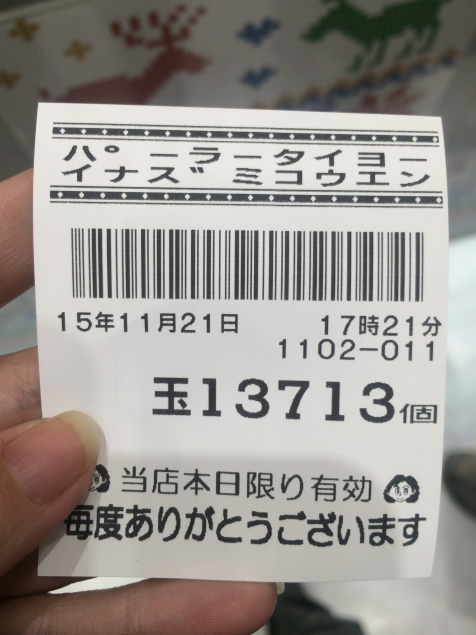 パーラータイヨー
イナズミコウエン
15年11月21日 17時21分
1102-011
玉13713個
当店本日限り有効
毎度ありがとうございます